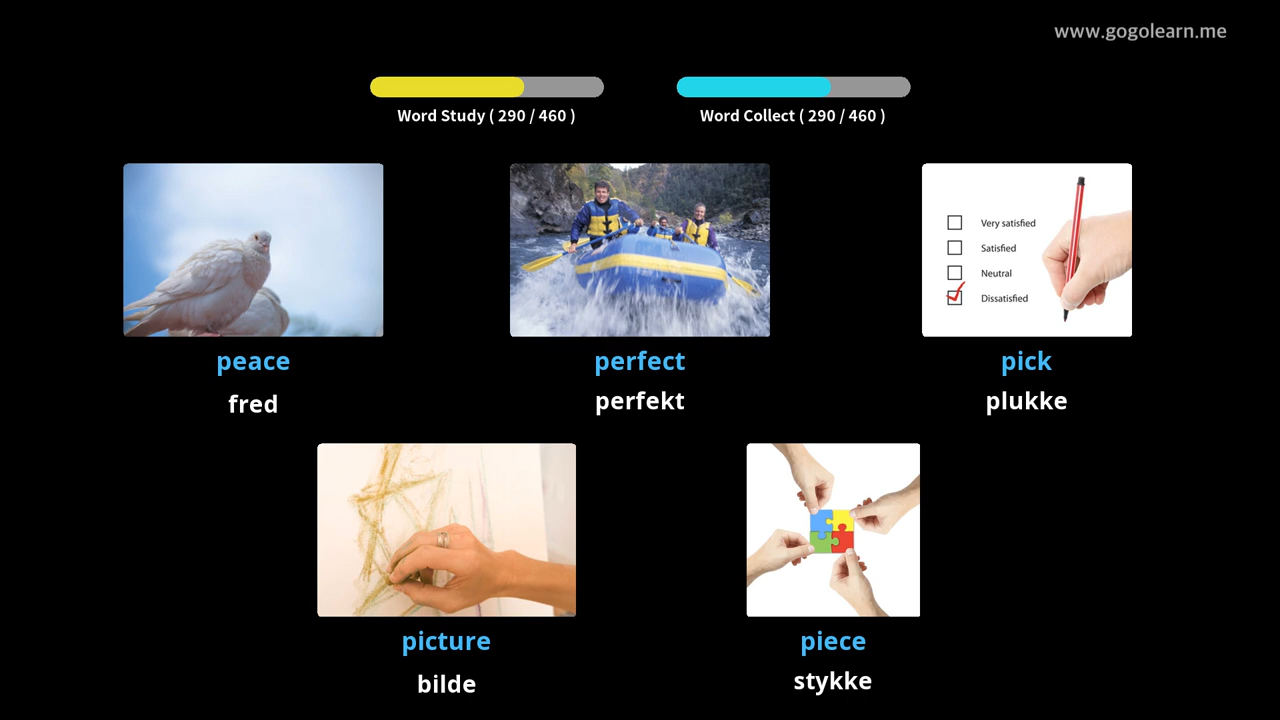 www.gogolearn.me
Word Study ( 290 / 460 )
Word Collect ( 290 / 460 )
Very satisfied
Satisfied
Neutral
Dissatisfied
peace
perfect
pick
fred
perfekt
plukke
picture
piece
bilde
stykke